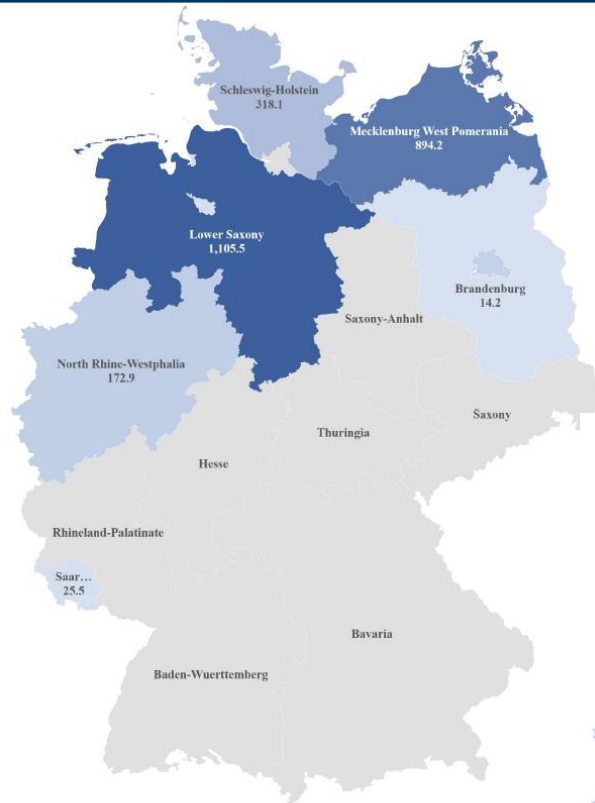 Schleswig-Holstein
318.1
Mecklenburg West Pomerania
894.2
Lower Saxony
1,105.5
Brandenburg
14.2
Saxony-Anhalt
North Rhine-Westphalia
172.9
Saxony
Thuringia
Hesse
Rhineland-Palatinate
Saar…
25.5
Bavaria
Baden-Wuerttemberg